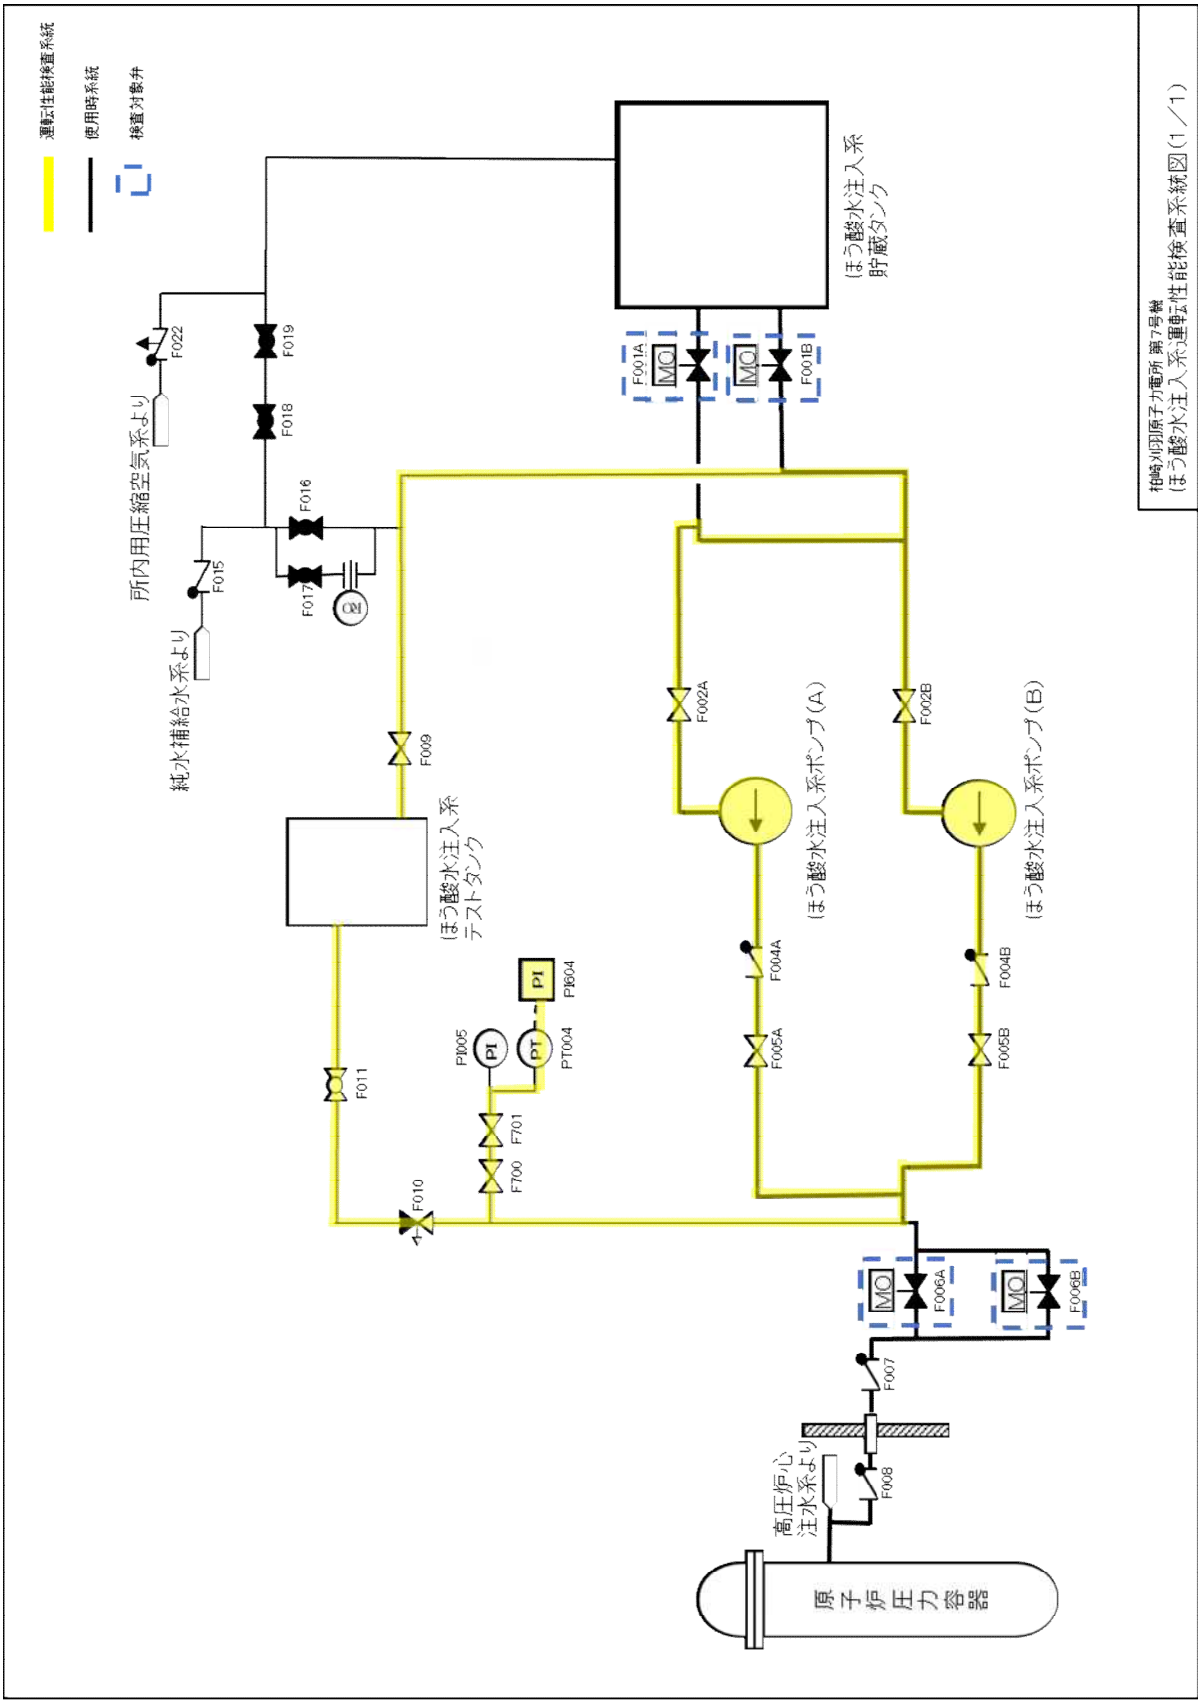 運転性能検査系統
使用時系統
検査対象弁
ほう酸水注入系
貯蔵タンク
F022
F019
F018
所内用圧縮空気系より
F016
F015
F017
RO
純水補給水系より
MO
F001A
MO
F001B
F009
F002A
F002B
ほう酸水注入系
テストタンク
ほう酸水注入系ポンプ(A)
ほう酸水注入系ポンプ(B)
F004A
F004B
F005A
F005B
PI
PI604
PI
PI005
PT
PT004
F011
F701
F700
F010
MO
F006A
MO
F006B
F007
F008
高圧炉心
注水系より
原子炉圧力容器
柏崎刈羽原子力発電所 第7号機
ほう酸水注入系運転性能検査系統図(1/1)